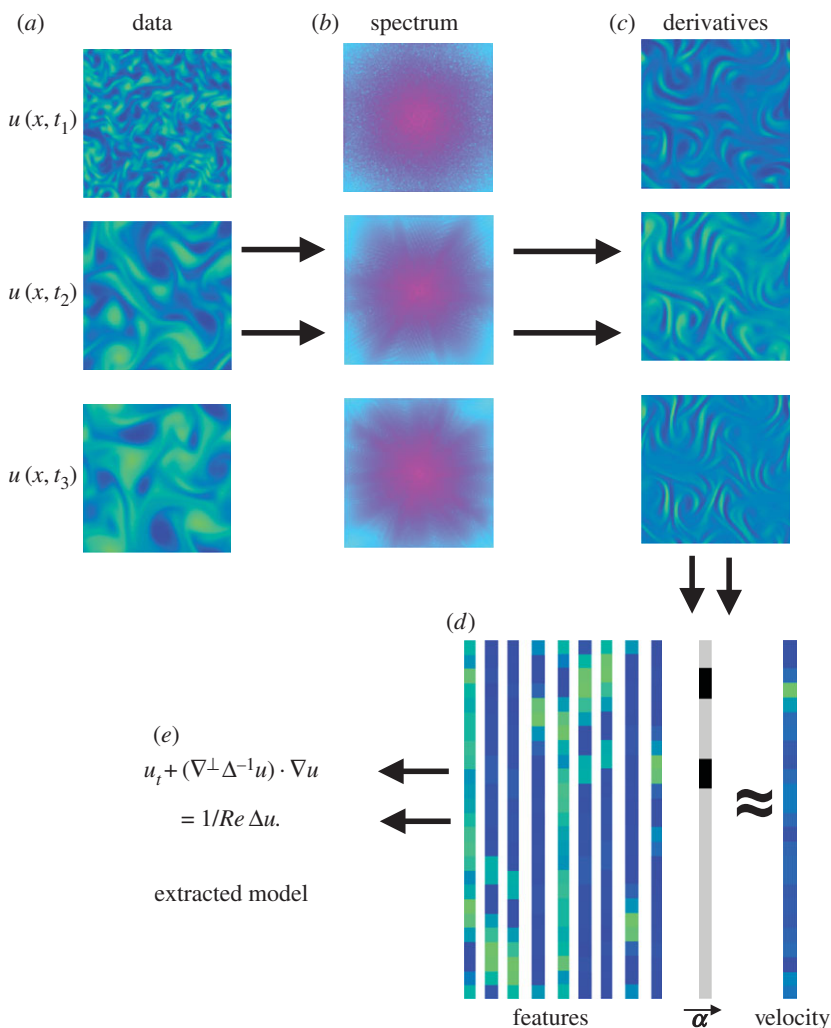 (a) data (b) spectrum (c) derivatives
u (x, t₁)
u (x, t₂)
u (x, t₃)
(d)
(e)
uₜ + (∇⊥ Δ⁻¹u) · ∇u
= 1/Re Δu.
≈
extracted model
features α velocity